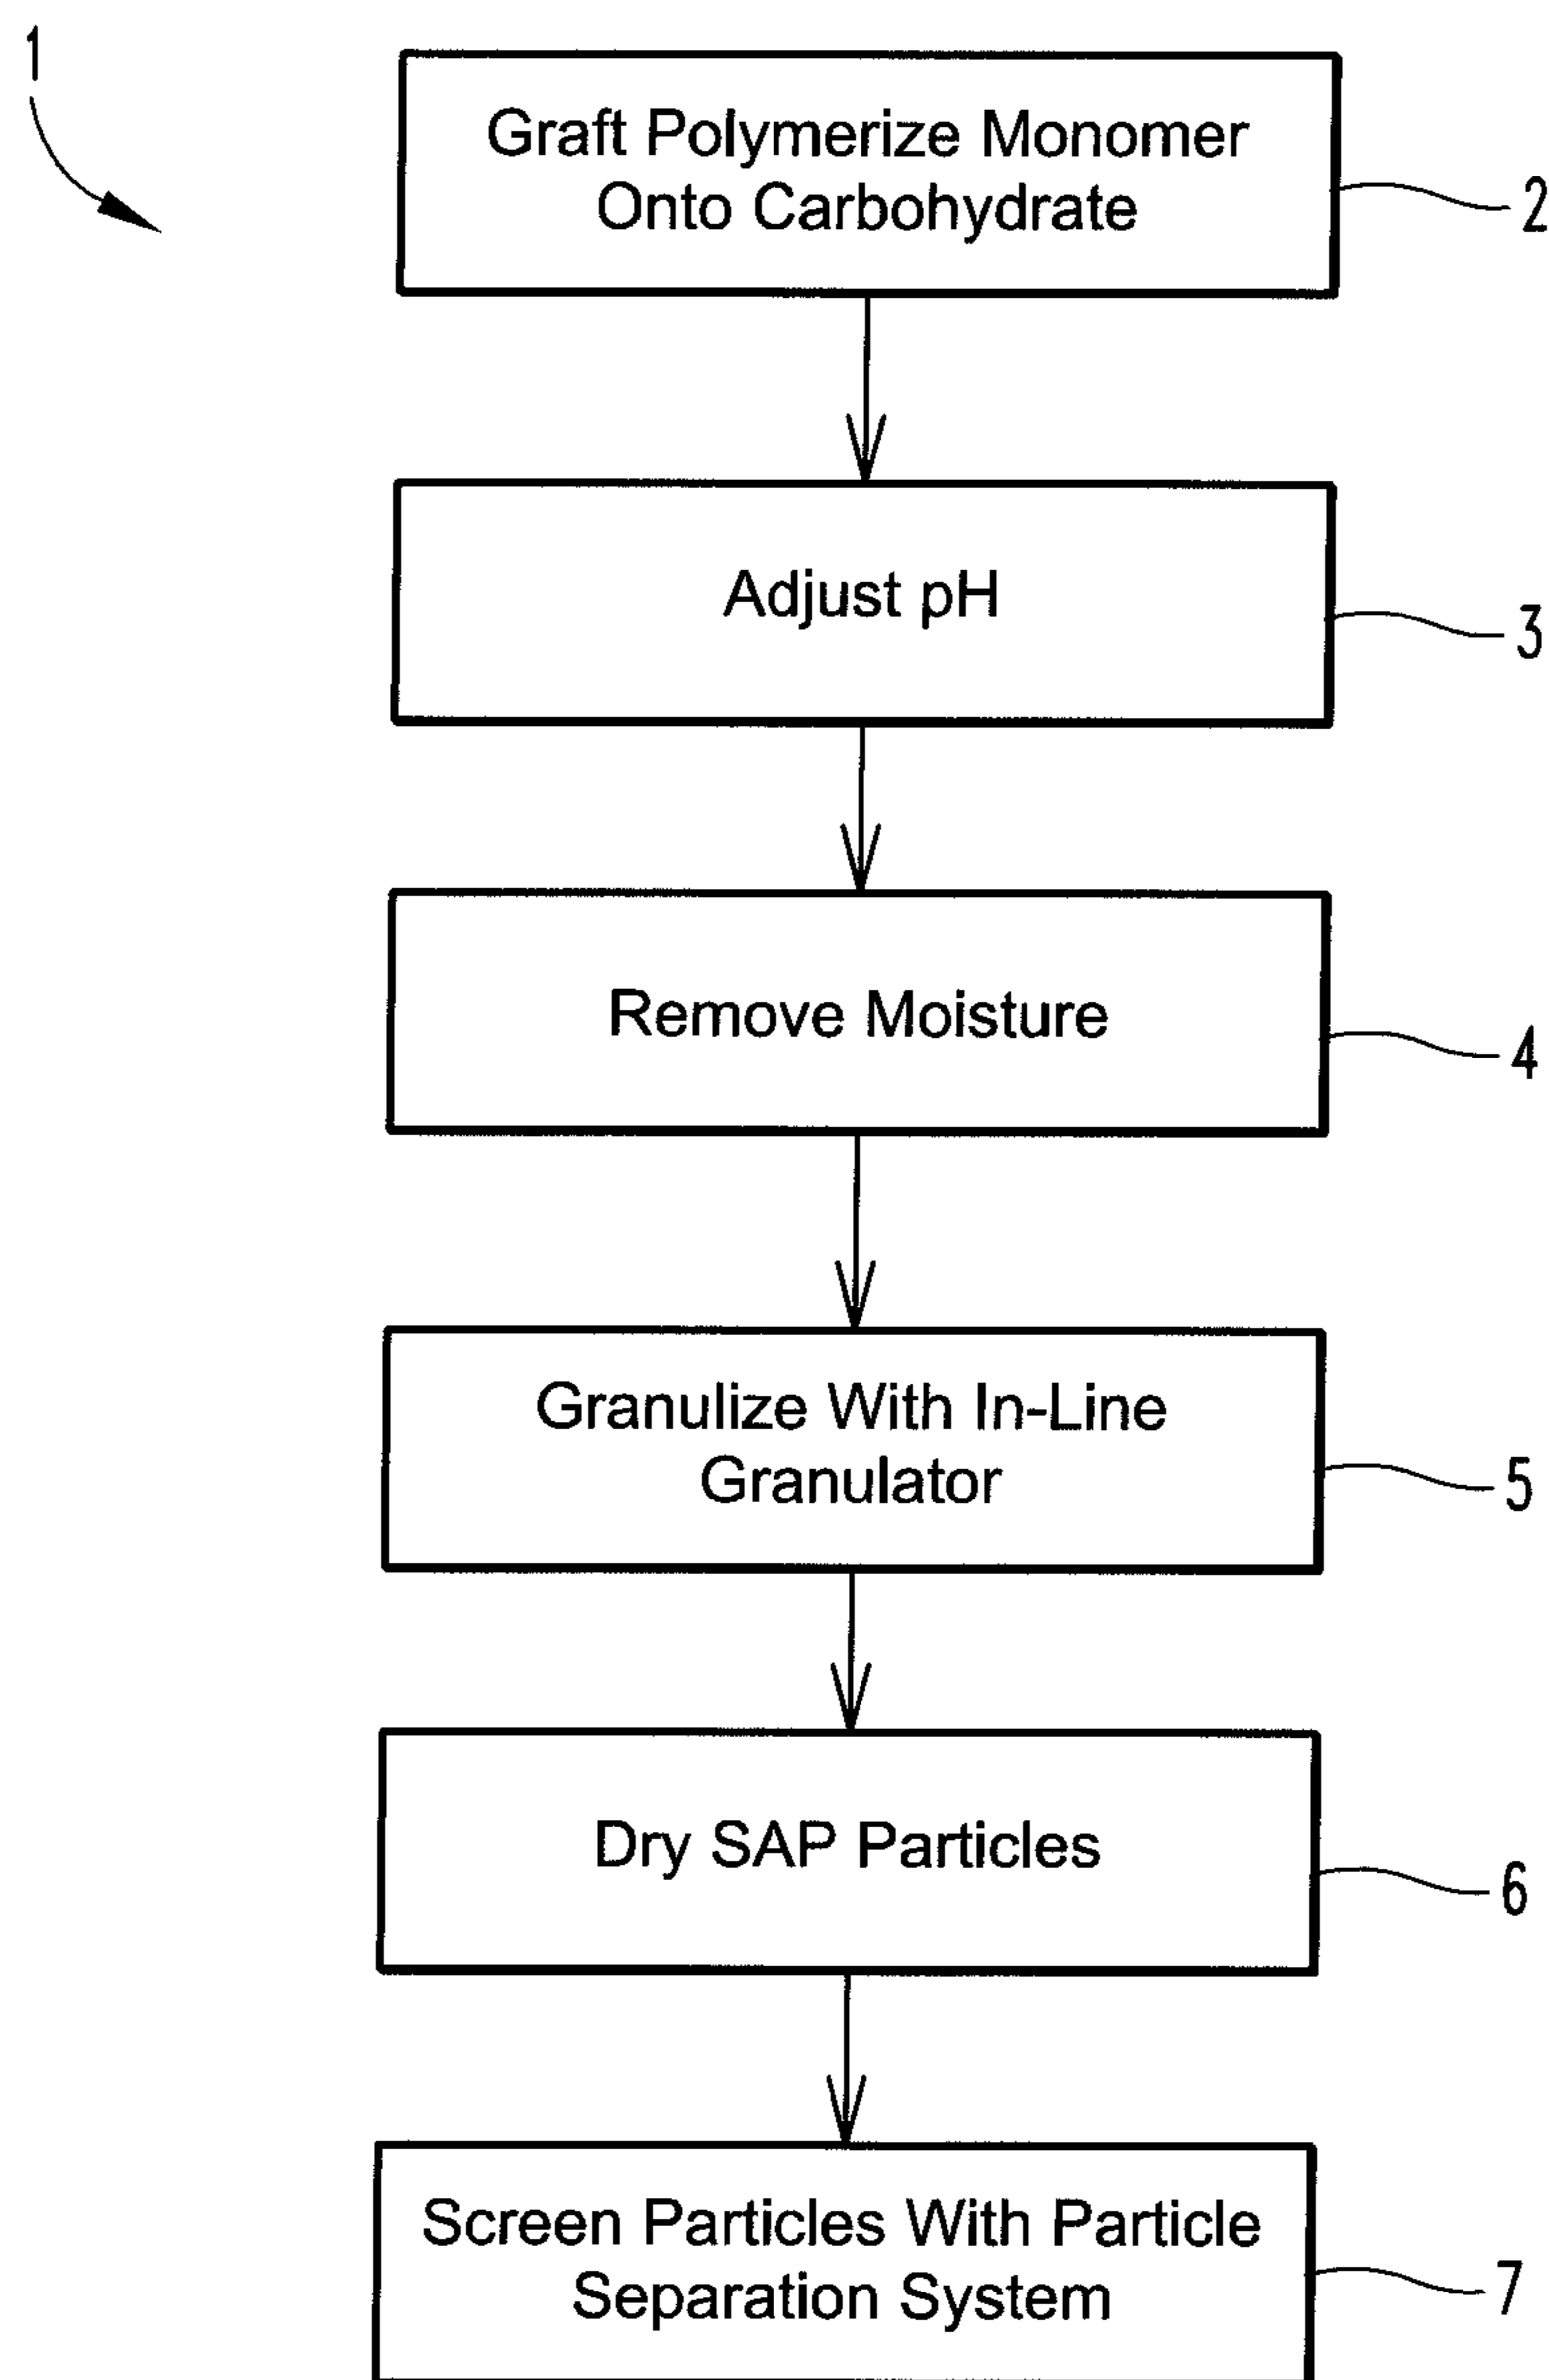 1
Graft Polymerize Monomer
Onto Carbohydrate
2
Adjust pH
3
Remove Moisture
4
Granulize With In-Line
Granulator
5
Dry SAP Particles
6
Screen Particles With Particle
Separation System
7